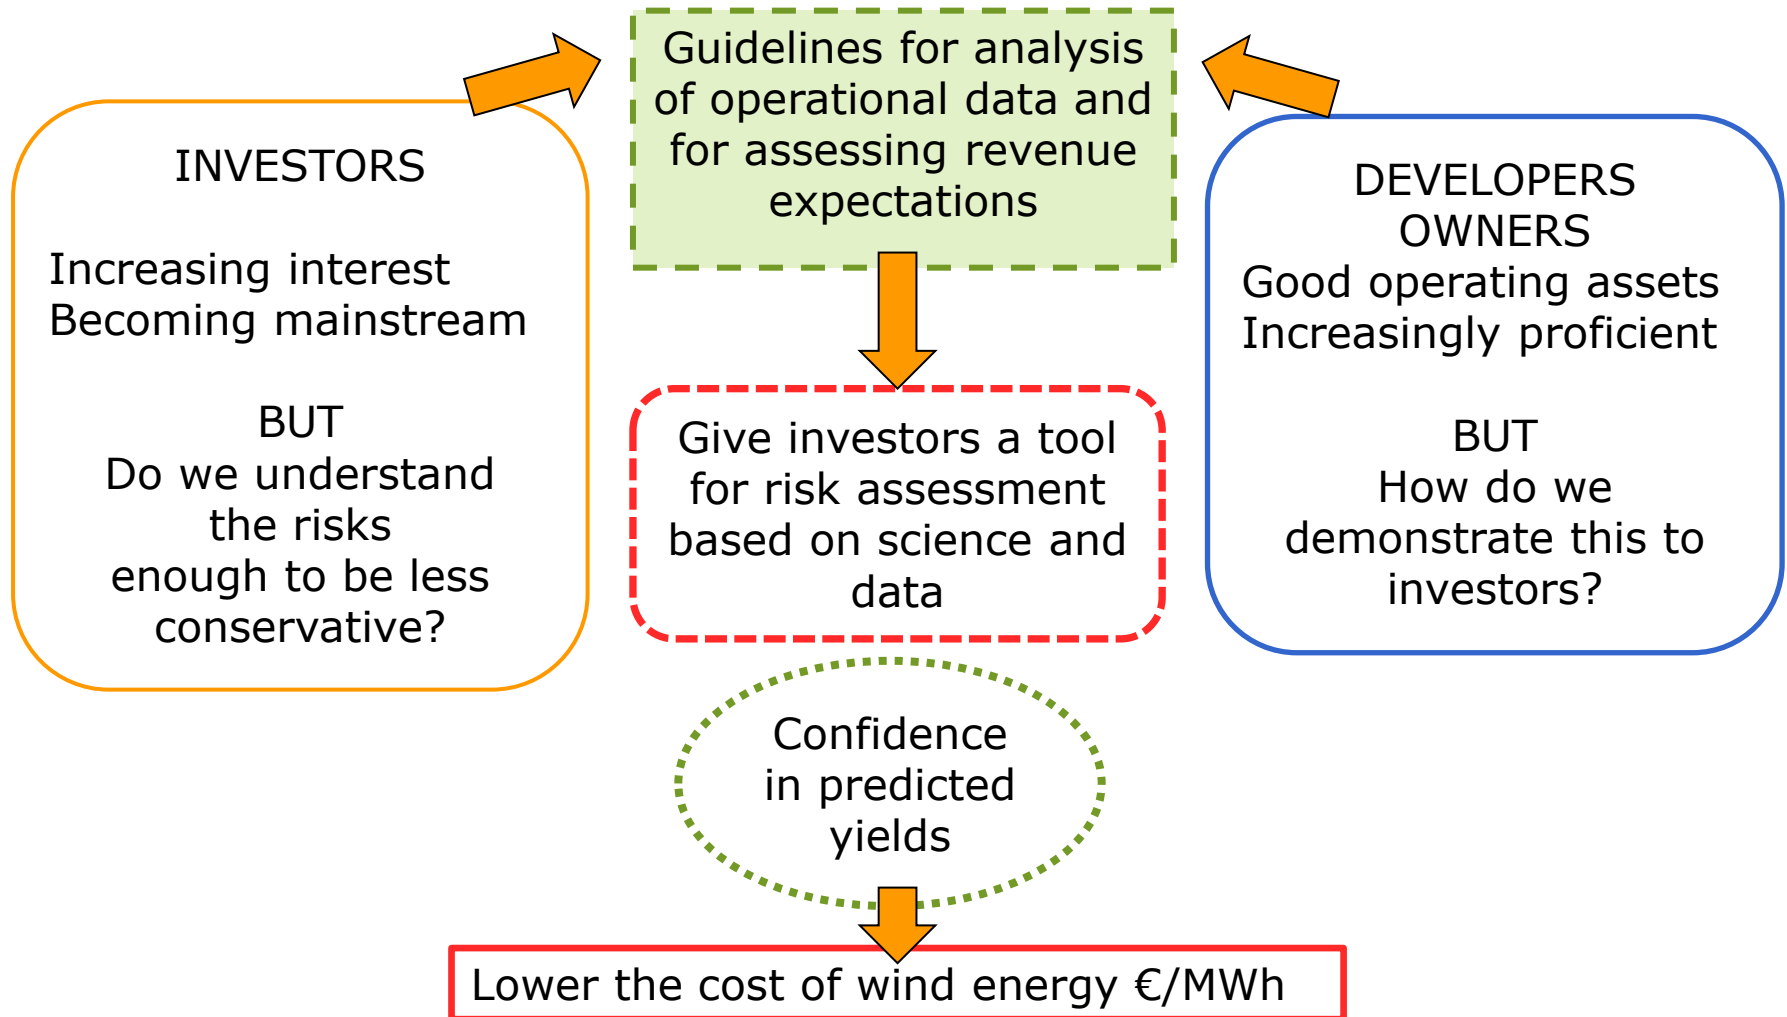 Guidelines for analysis
of operational data and
for assessing revenue
expectations
INVESTORS
Increasing interest
Becoming mainstream
BUT
Do we understand
the risks
enough to be less
conservative?
DEVELOPERS
OWNERS
Good operating assets
Increasingly proficient
BUT
How do we
demonstrate this to
investors?
Give investors a tool
for risk assessment
based on science and
data
Confidence
in predicted
yields
Lower the cost of wind energy €/MWh